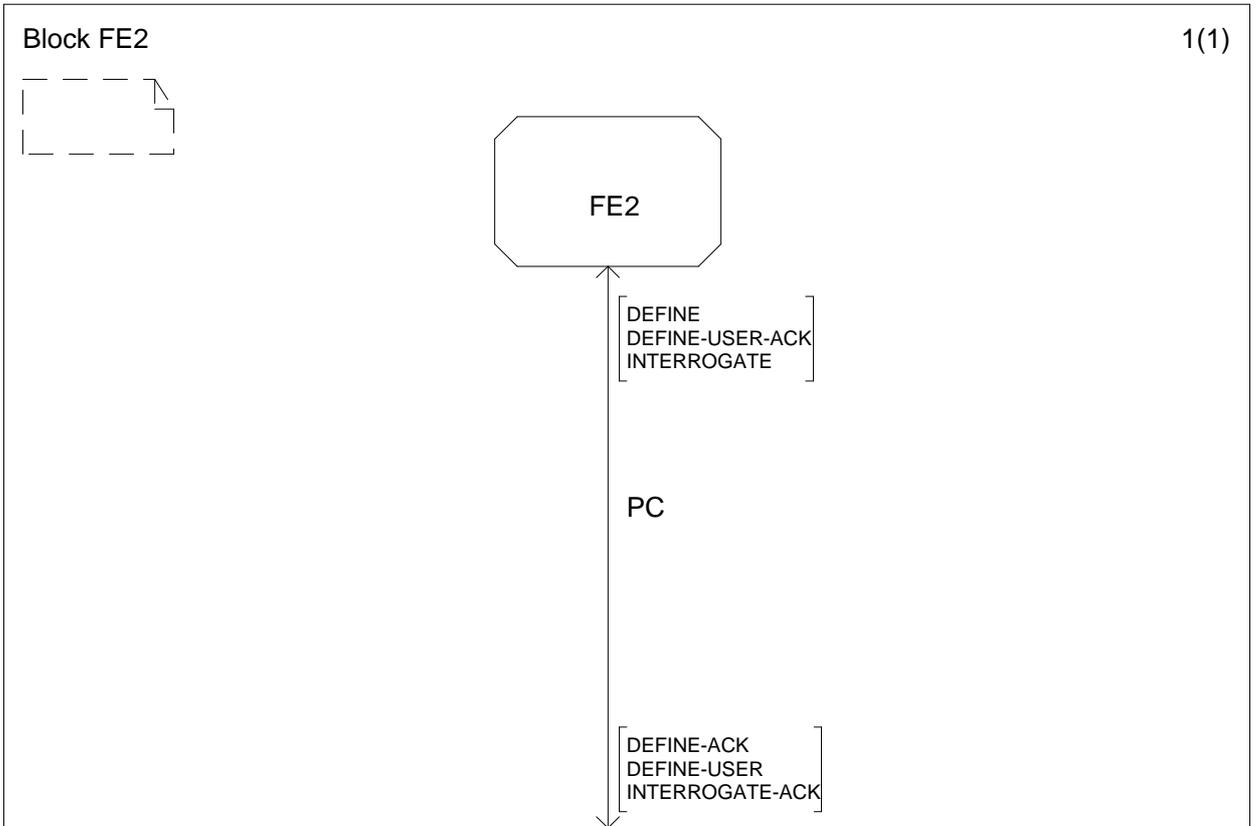 Block FE2
1(1)
FE2
DEFINE
DEFINE-USER-ACK
INTERROGATE
PC
DEFINE-ACK
DEFINE-USER
INTERROGATE-ACK